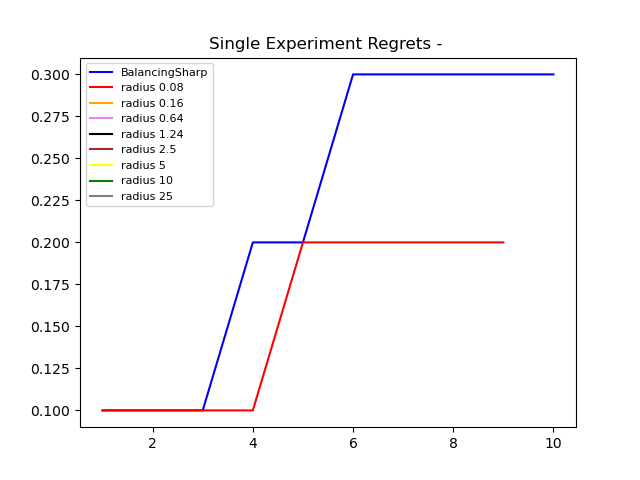 Single Experiment Regrets -
0.300
0.275
0.250
0.225
0.200
0.175
0.150
0.125
0.100
BalancingSharp
radius 0.08
radius 0.16
radius 0.64
radius 1.24
radius 2.5
radius 5
radius 10
radius 25
2 4 6 8 10